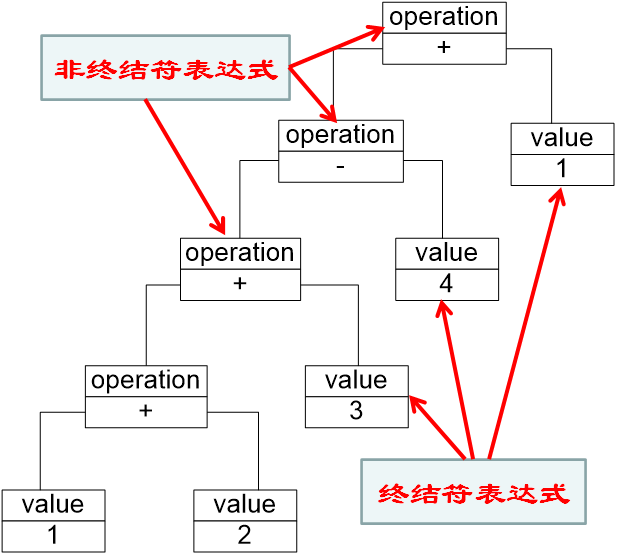 operation
+
非终结符表达式
operation
-
value
1
operation
+
value
4
operation
+
value
3
终结符表达式
value
1
value
2